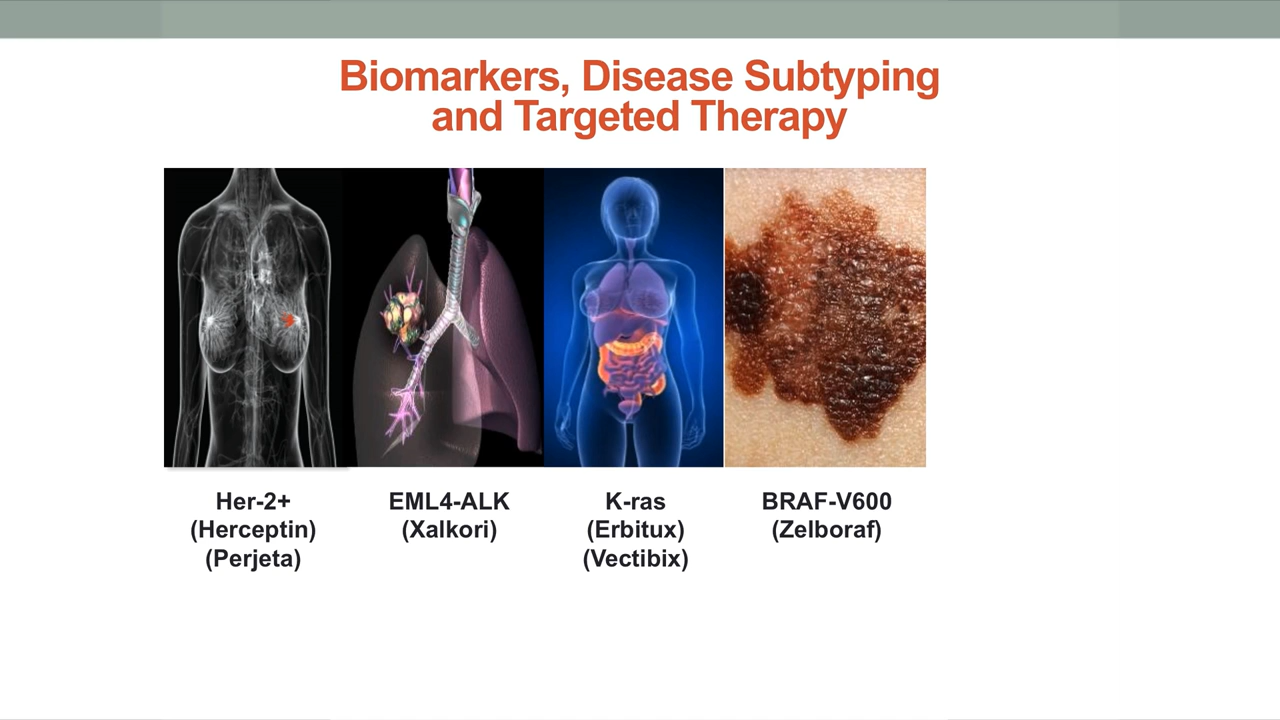 Biomarkers, Disease Subtyping
and Targeted Therapy
Her-2+
(Herceptin)
(Perjeta)
EML4-ALK
(Xalkori)
K-ras
(Erbitux)
(Vectibix)
BRAF-V600
(Zelboraf)